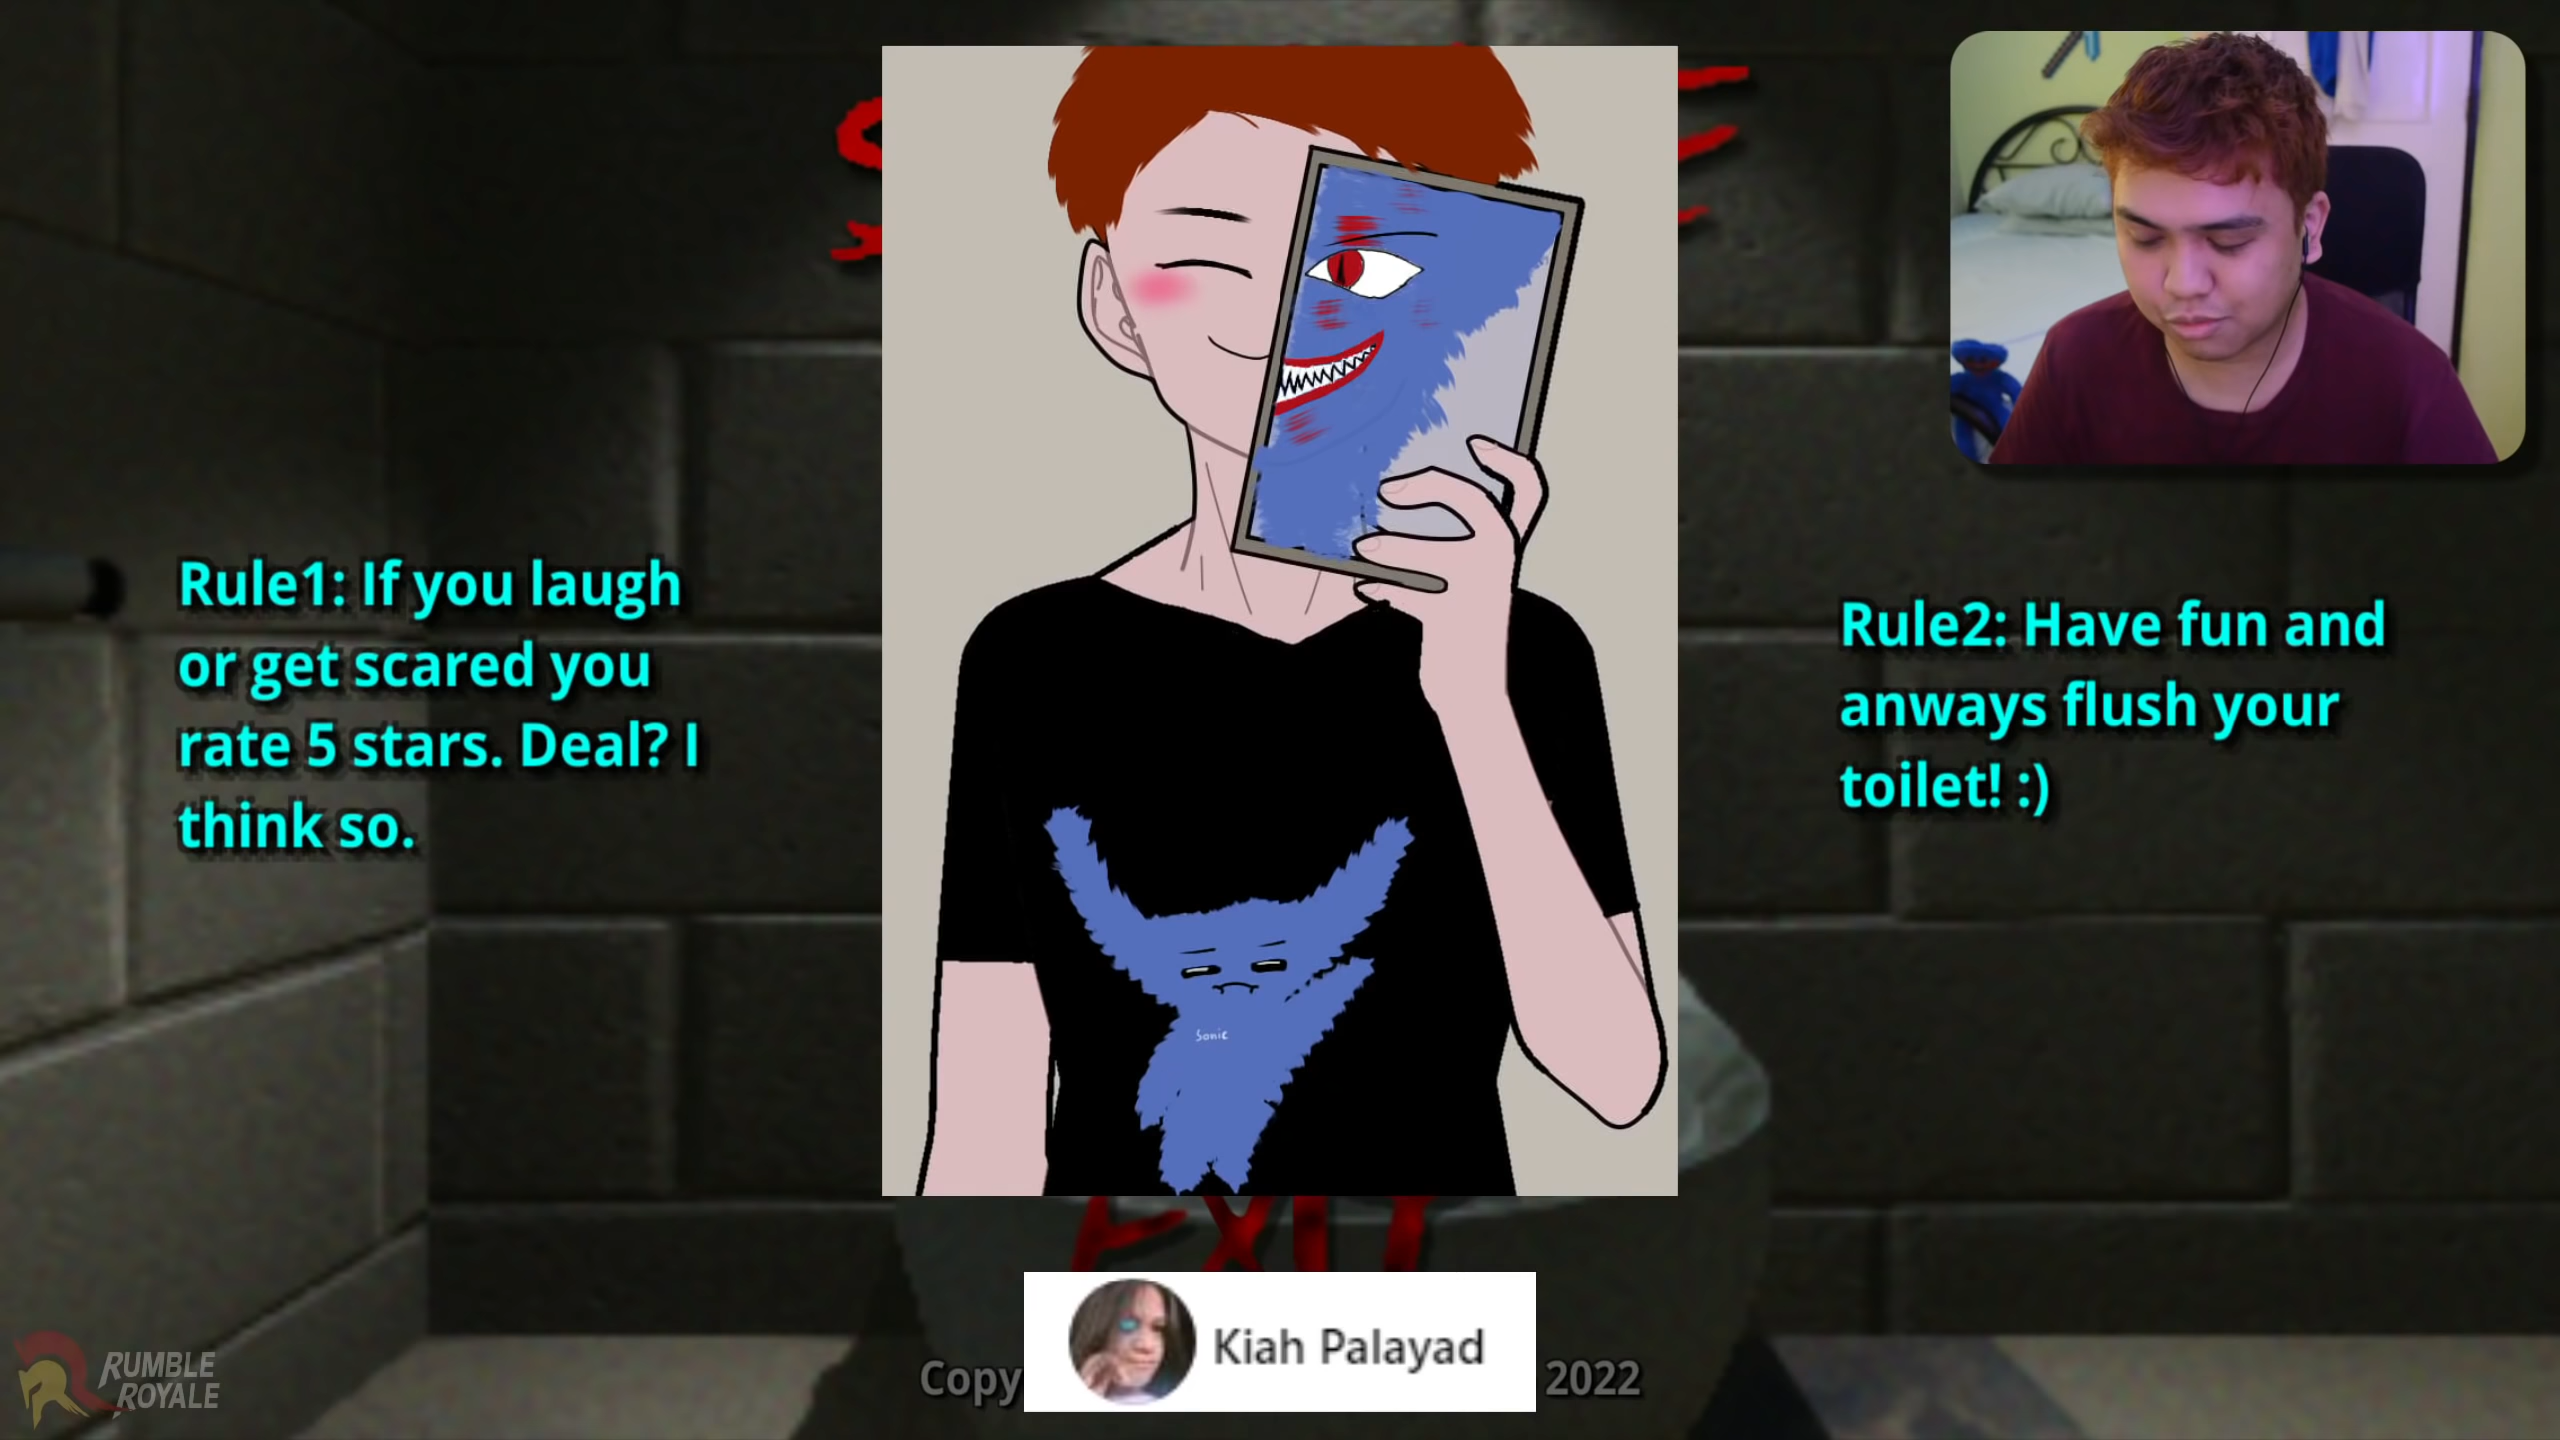 Rule1: If you laugh
or get scared you
rate 5 stars. Deal? I
think so.
Rule2: Have fun and
anways flush your
toilet! :)
Sonic
EXIT
Kiah Palayad
Copy
2022
RUMBLE
ROYALE